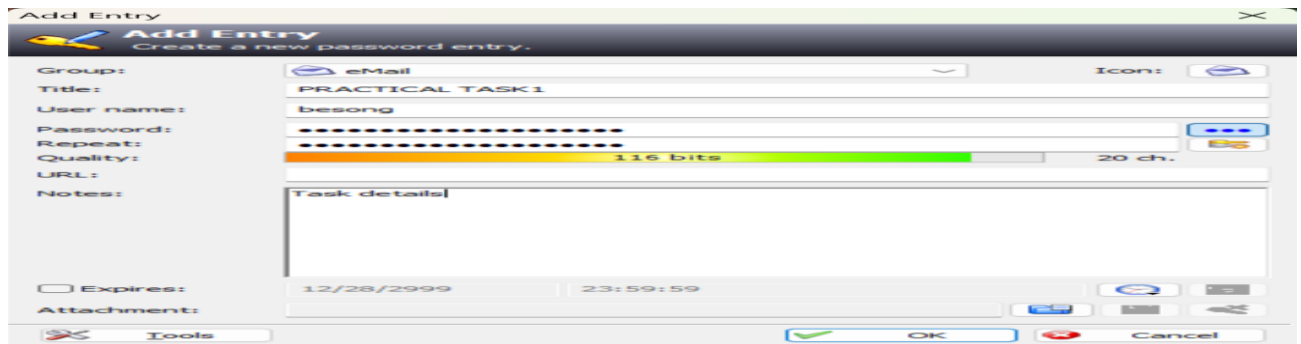 Add Entry
Add Entry
Create a new password entry.
Group: eMail Icon:
Title: PRACTICAL TASK1
User name: besong
Password: ●●●●●●●●●●●●●●●●●●●● ●●●
Repeat: ●●●●●●●●●●●●●●●●●●●●
Quality: 116 bits 20 ch.
URL:
Notes: Task details
Expires: 12/28/2999 23:59:59
Attachment:
Tools OK Cancel